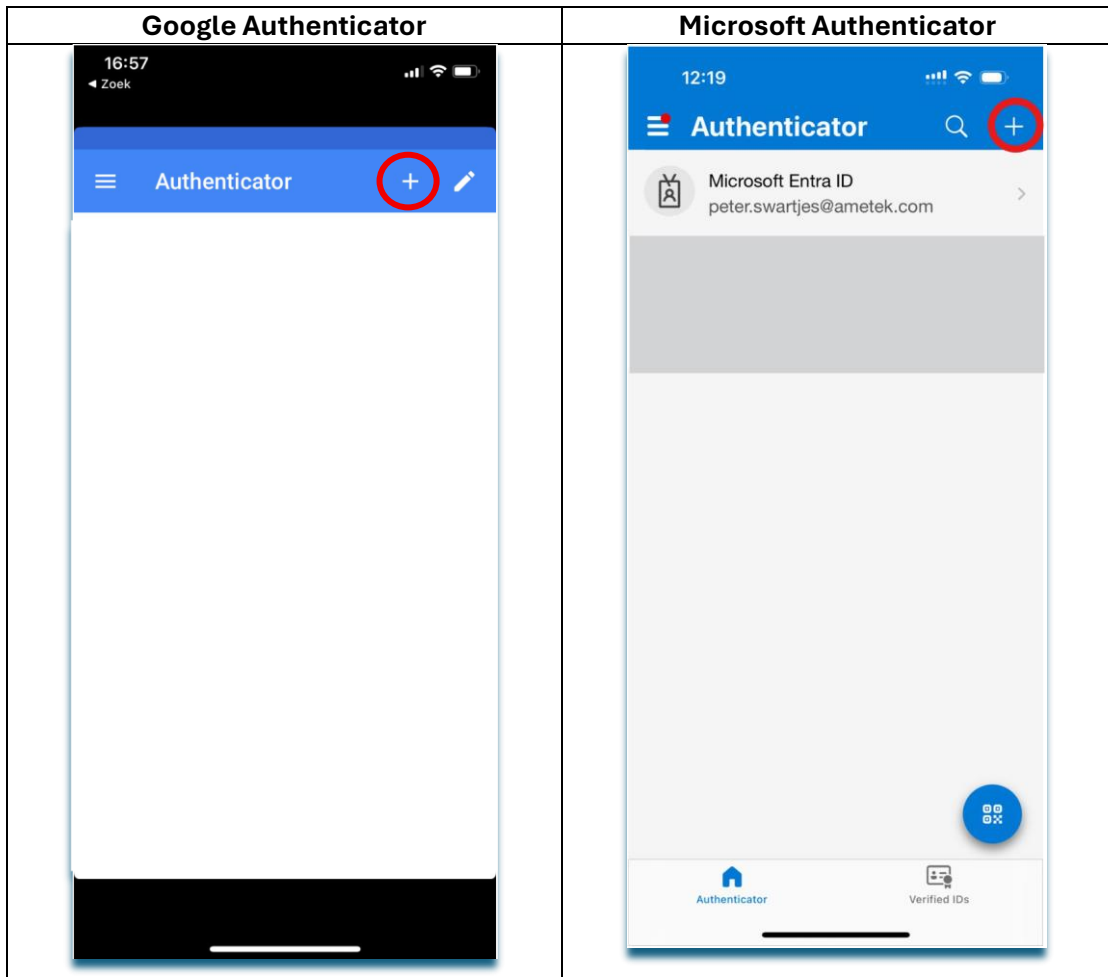 Google Authenticator
Microsoft Authenticator
16:57
Zoek
Authenticator
12:19
Authenticator
Microsoft Entra ID
peter.swartjes@ametek.com
Authenticator
Verified IDs